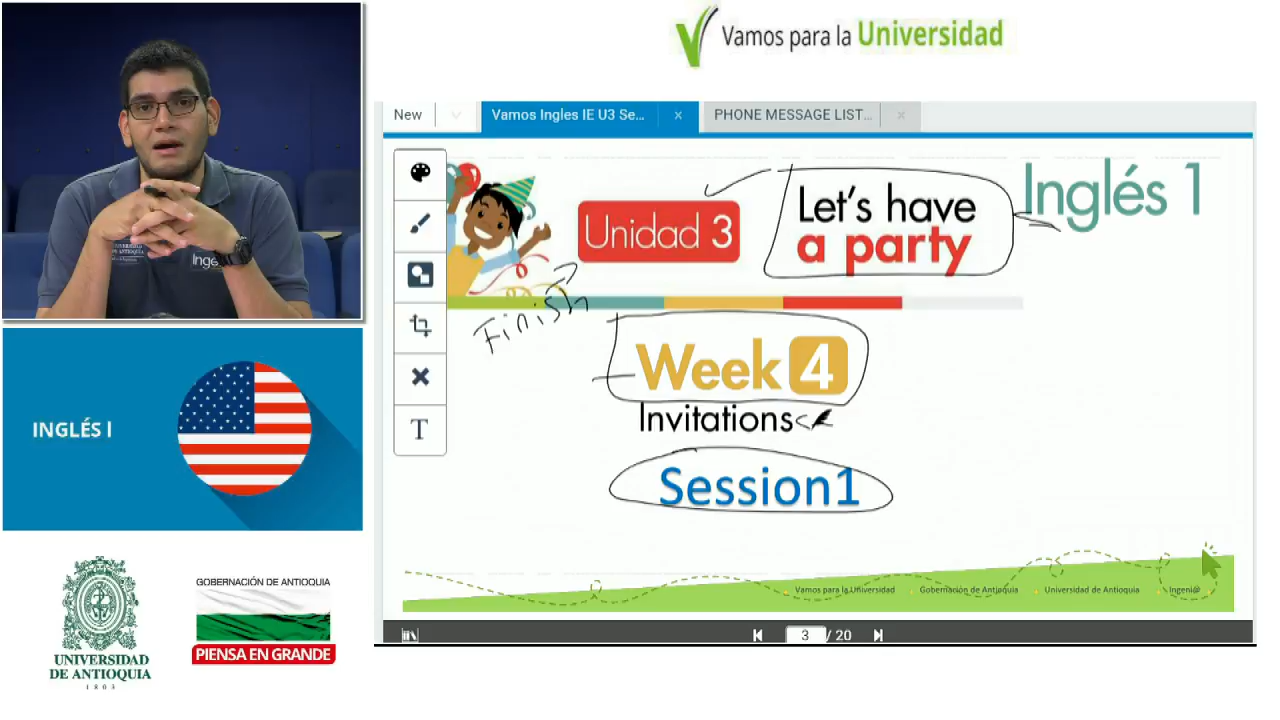 Vamos para la Universidad
New
Vamos Ingles IE U3 Se...
PHONE MESSAGE LIST...
Unidad 3
Let's have
a party
Inglés 1
Finish
Week 4
Invitations
Session1
T
INGLÉS I
Vamos para la Universidad
Gobernación de Antioquia
Universidad de Antioquia
Ingeni@
3 / 20
UNIVERSIDAD
DE ANTIOQUIA
1803
GOBERNACIÓN DE ANTIOQUIA
PIENSA EN GRANDE